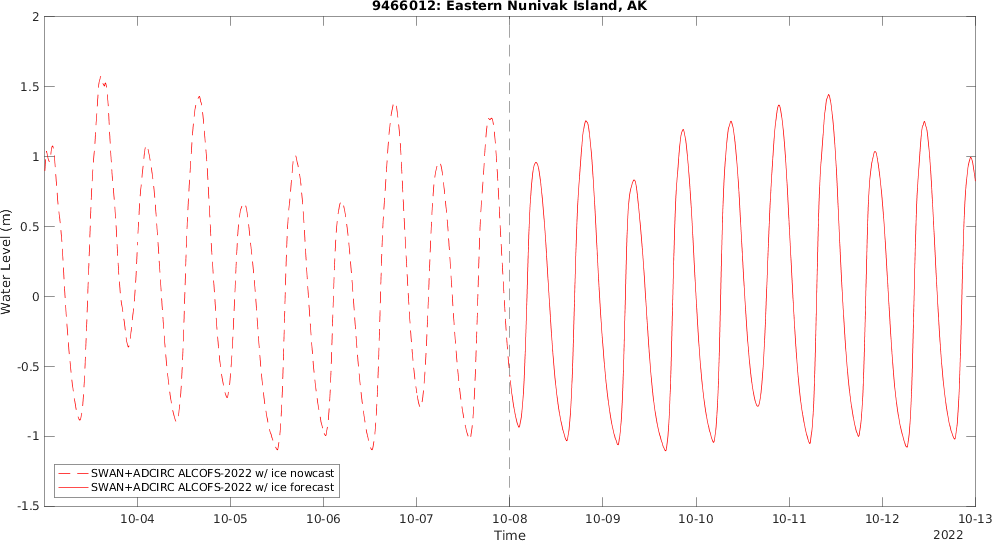 9466012: Eastern Nunivak Island, AK
2
1.5
1
0.5
0
-0.5
-1
-1.5
Water Level (m)
SWAN+ADCIRC ALCOFS-2022 w/ ice nowcast
SWAN+ADCIRC ALCOFS-2022 w/ ice forecast
10-04 10-05 10-06 10-07 10-08 10-09 10-10 10-11 10-12 10-13
Time
2022